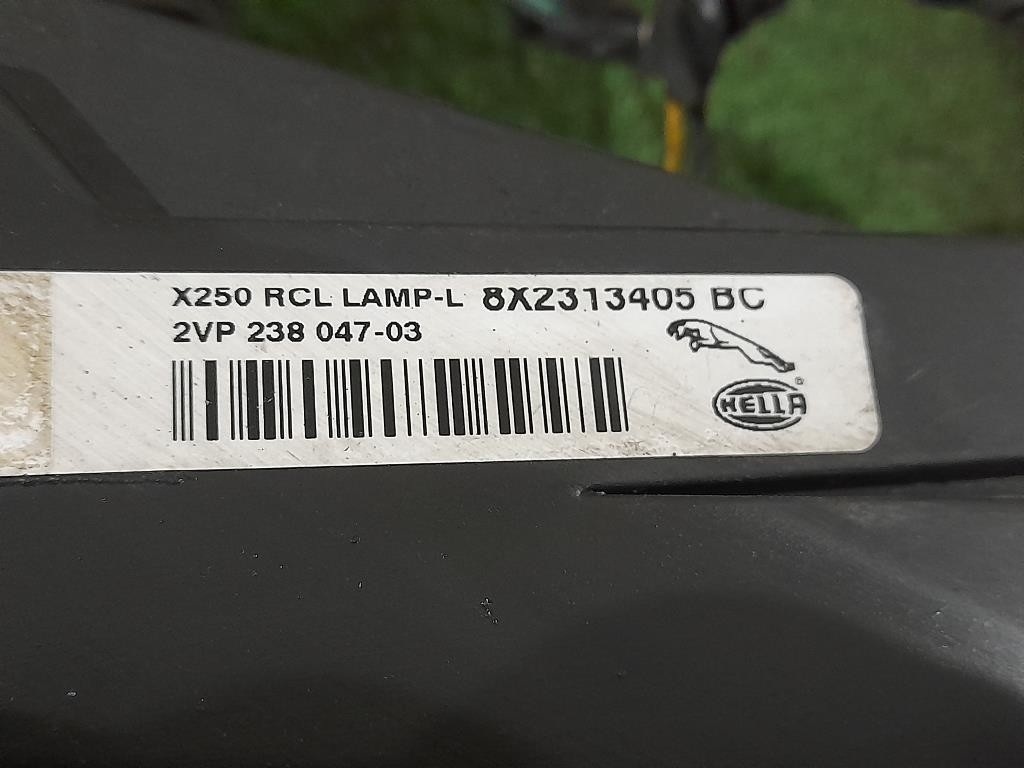 X250 RCL LAMP-L 8X2313405 BC
2VP 238 047-03
HELLA
®